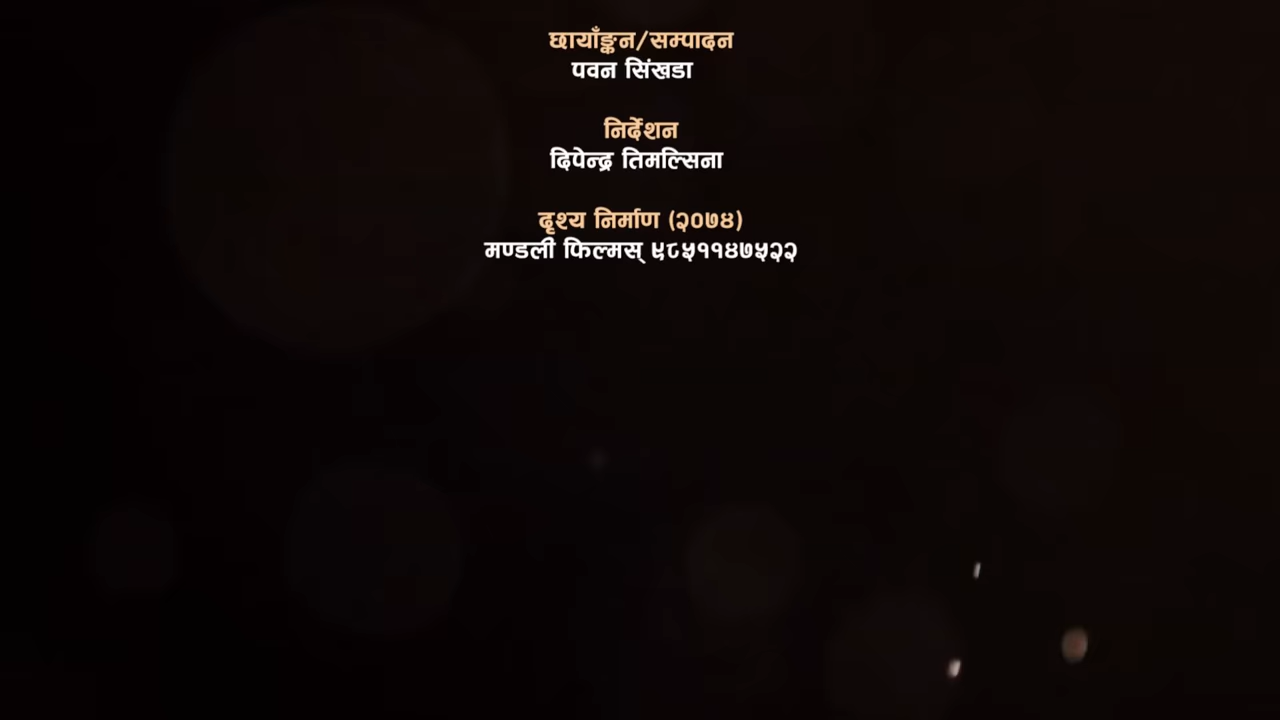 छायाँङ्कन/सम्पादन
पवन सिंखडा
निर्देशन
दिपेन्द्र तिमल्सिना
दृश्य निर्माण (२०७४)
मण्डली फिल्मस् ९८५११४७५२२